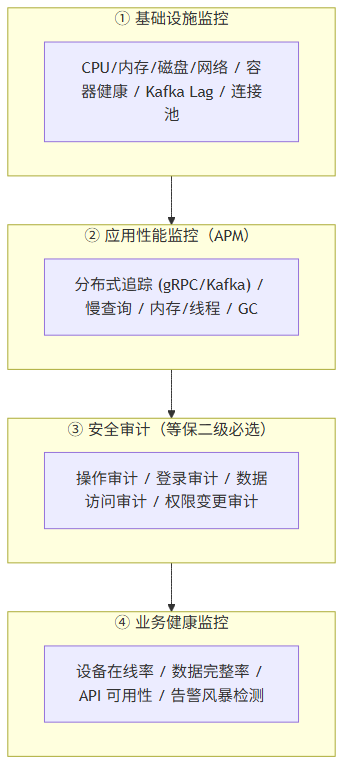 ① 基础设施监控
CPU/内存/磁盘/网络 / 容
器健康 / Kafka Lag / 连接
池
② 应用性能监控（APM）
分布式追踪 (gRPC/Kafka) /
慢查询 / 内存/线程 / GC
③ 安全审计（等保二级必选）
操作审计 / 登录审计 / 数据
访问审计 / 权限变更审计
④ 业务健康监控
设备在线率 / 数据完整率 /
API 可用性 / 告警风暴检测